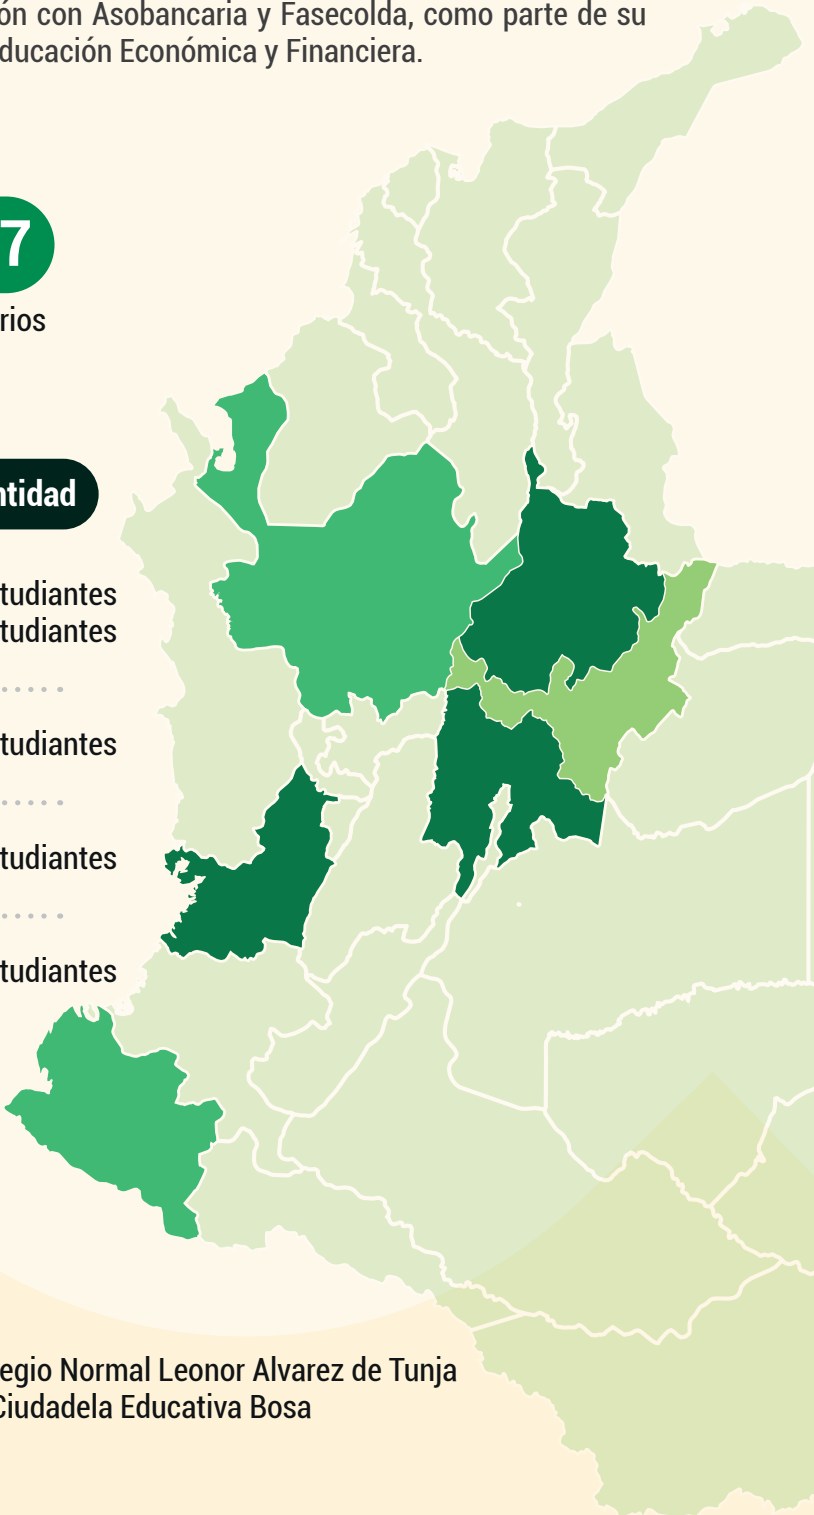 ón con Asobancaria y Fasecolda, como parte de su
ducación Económica y Financiera.
7
rios
ntidad
tudiantes
tudiantes
tudiantes
tudiantes
tudiantes
egio Normal Leonor Alvarez de Tunja
Ciudadela Educativa Bosa